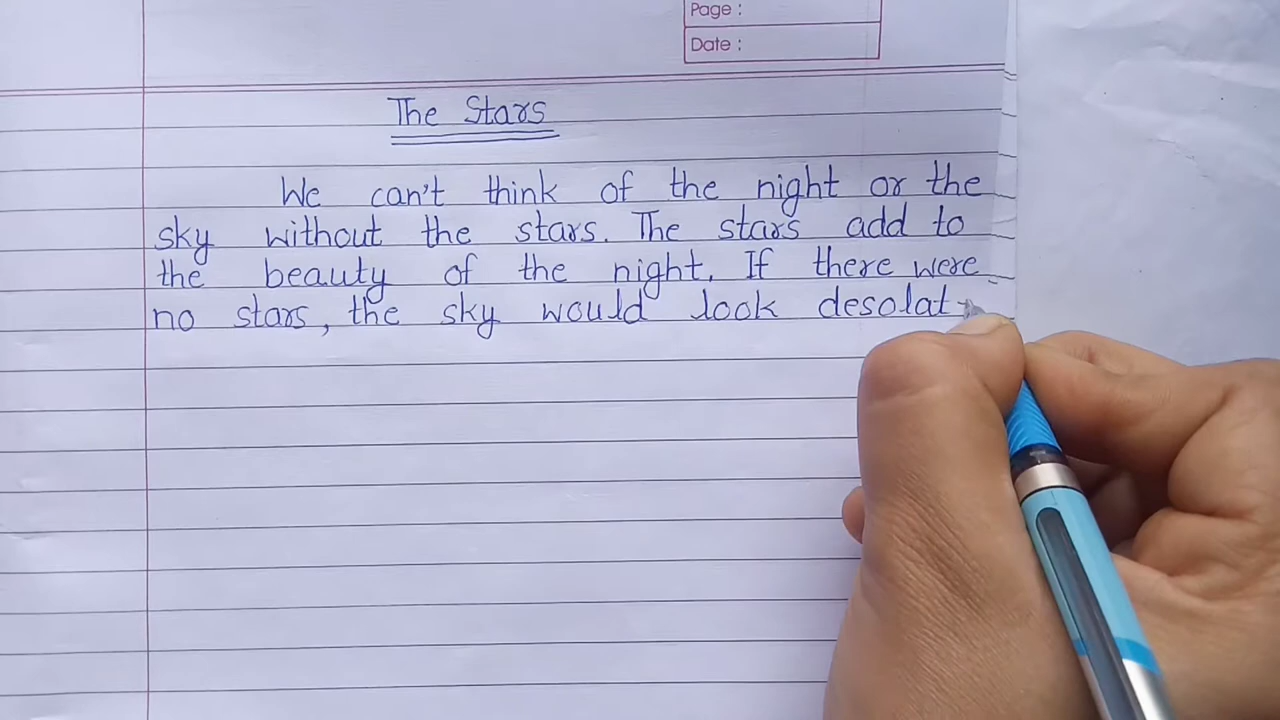 Page :
Date :
The Stars
We can't think of the night or the
sky without the stars. The stars add to
the beauty of the night. If there were
no stars, the sky would look desolat